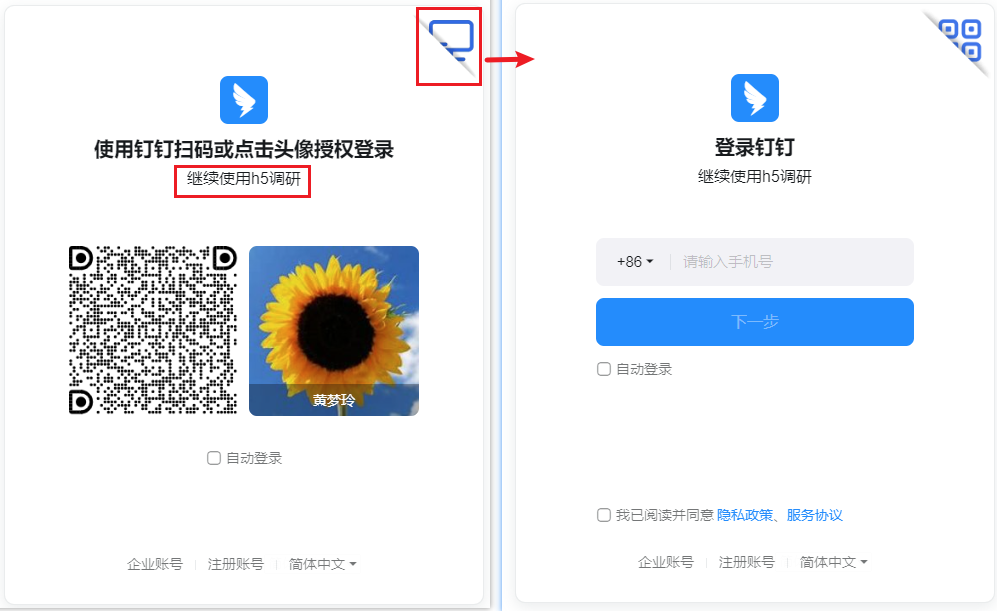 使用钉钉扫码或点击头像授权登录
继续使用h5调研
黄梦玲
自动登录
企业账号
注册账号
简体中文
登录钉钉
继续使用h5调研
+86
请输入手机号
下一步
自动登录
我已阅读并同意 隐私政策、服务协议
企业账号
注册账号
简体中文